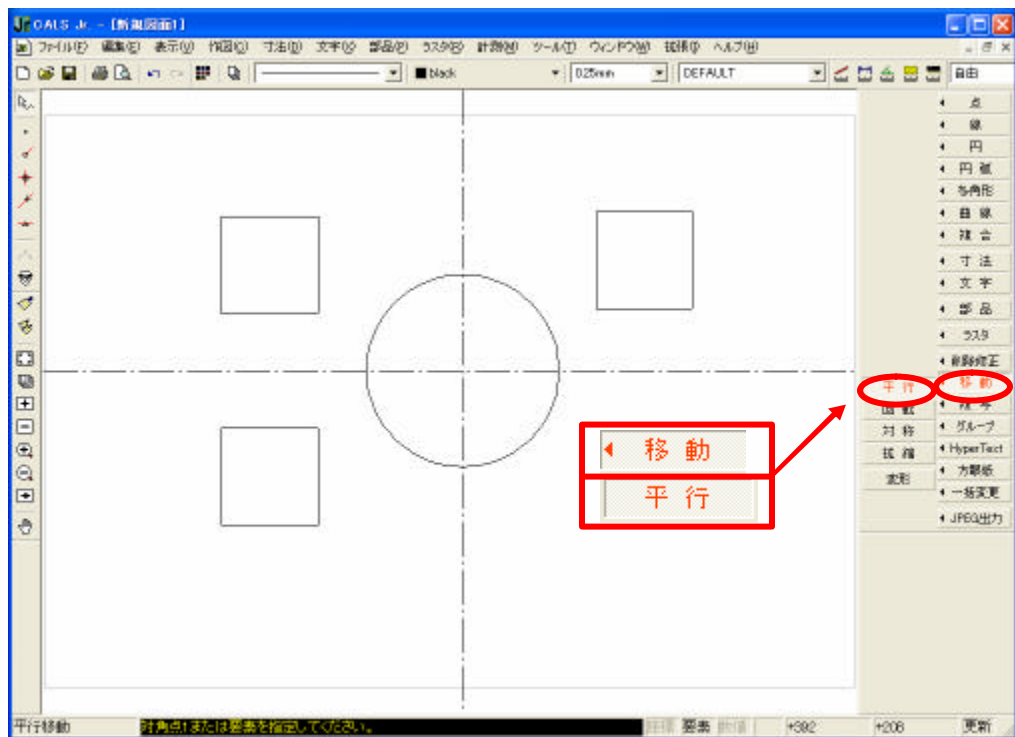 CALS Jr. - [新規図面1]
ファイル(F) 編集(E) 表示(V) 作図(C) 寸法(D) 文字(X) 部品(P) ラスタ(R) 計測(M) ツール(T) ウィンドウ(W) 拡張(I) ヘルプ(H)
black 0.25mm DEFAULT 自由
点
線
円
円 弧
多角形
曲 線
複 合
寸 法
文 字
部 品
ラスタ
削除修正
平 行 移 動
回 転 複 写
対 称 グループ
拡 縮 HyperText
変形 方眼紙
一括変更
JPEG出力
移 動
平 行
平行移動 対角点1または要素を指定してください。 要素 数値 +392 +206 更新